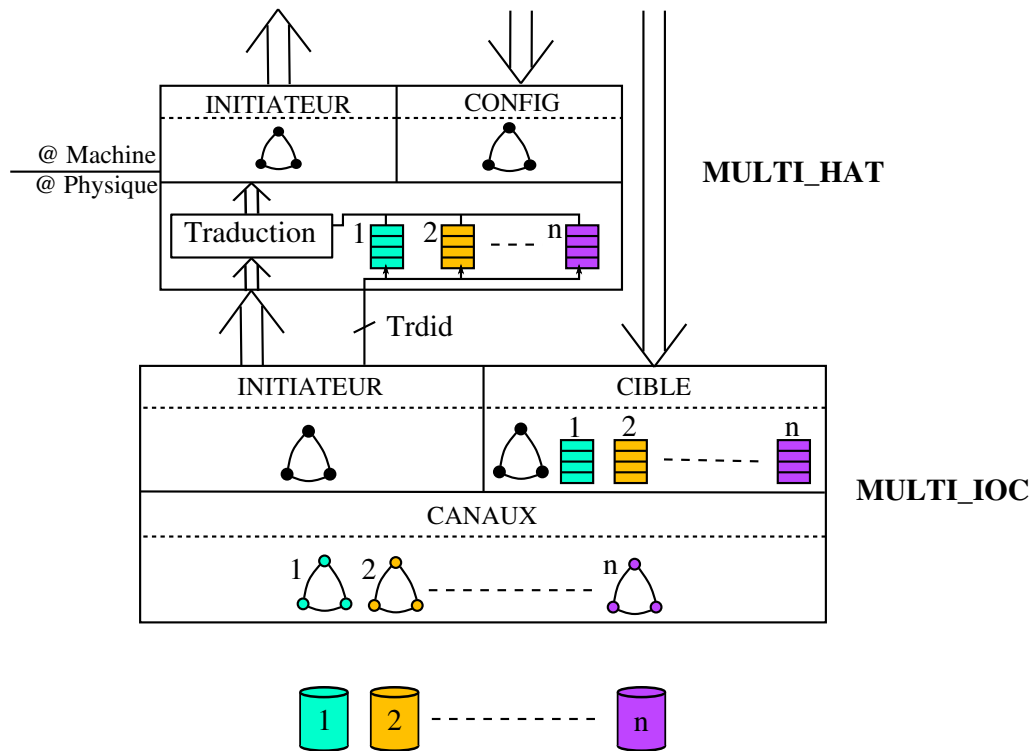 INITIATEUR
CONFIG
@ Machine
@ Physique
MULTI_HAT
Traduction
1
2
n
Trdid
INITIATEUR
CIBLE
1
2
n
MULTI_IOC
CANAUX
1
2
n
1
2
n